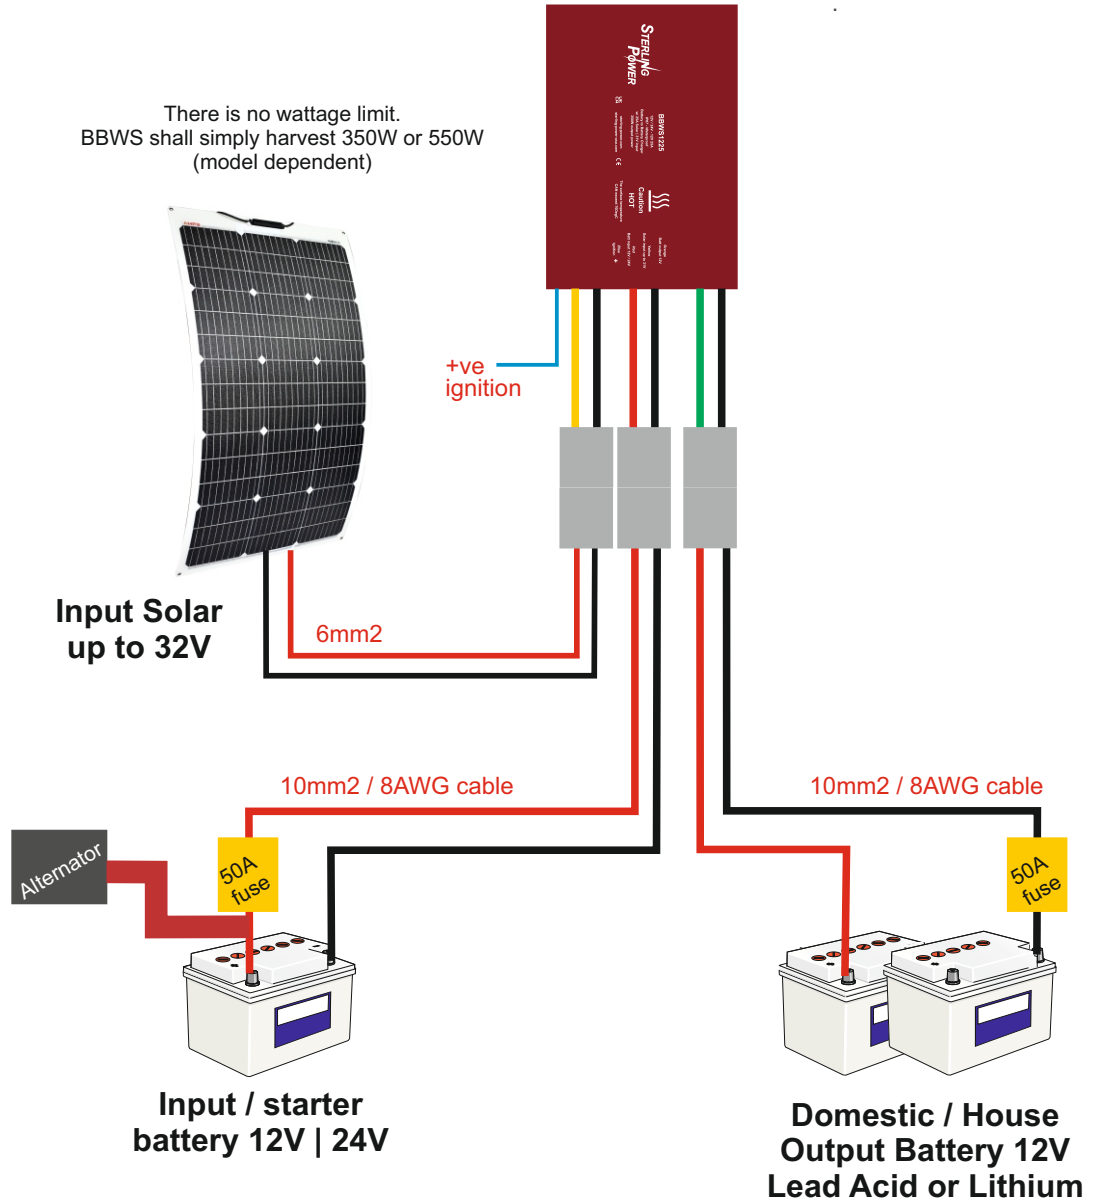 There is no wattage limit.
BBWS shall simply harvest 350W or 550W
(model dependent)
STERLING
POWER
BBWS1225
Caution
HOT
+ve
ignition
Input Solar
up to 32V
6mm2
10mm2 / 8AWG cable
10mm2 / 8AWG cable
Alternator
50A
fuse
50A
fuse
Input / starter
battery 12V | 24V
Domestic / House
Output Battery 12V
Lead Acid or Lithium